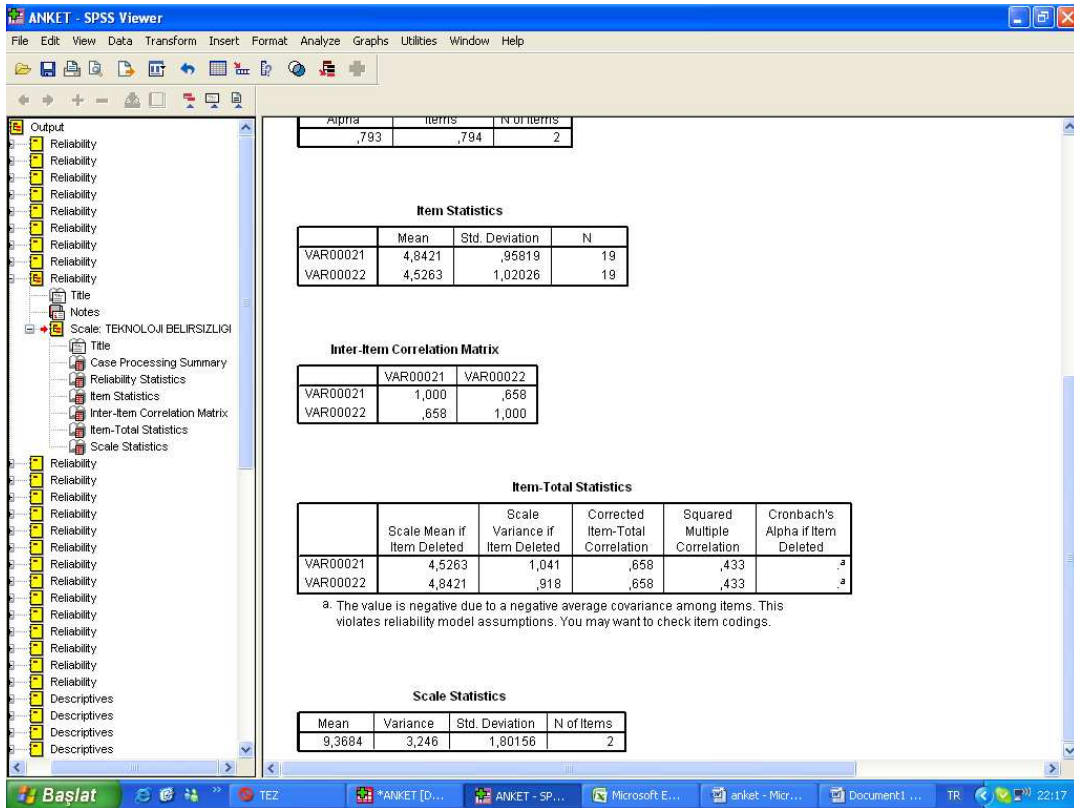 ANKET - SPSS Viewer
File Edit View Data Transform Insert Format Analyze Graphs Utilities Window Help
Output
Reliability
Reliability
Reliability
Reliability
Reliability
Reliability
Reliability
Reliability
Reliability
Title
Notes
Scale: TEKNOLOJI BELIRSIZLIGI
Title
Case Processing Summary
Reliability Statistics
Item Statistics
Inter-Item Correlation Matrix
Item-Total Statistics
Scale Statistics
Reliability
Reliability
Reliability
Reliability
Reliability
Reliability
Reliability
Reliability
Reliability
Reliability
Reliability
Reliability
Reliability
Reliability
Descriptives
Descriptives
Descriptives
Descriptives
Alpha Items N of Items
,793 ,794 2
Item Statistics
Mean Std. Deviation N
VAR00021 4,8421 ,95819 19
VAR00022 4,5263 1,02026 19
Inter-Item Correlation Matrix
VAR00021 VAR00022
VAR00021 1,000 ,658
VAR00022 ,658 1,000
Item-Total Statistics
Scale Mean if Item Deleted Scale Variance if Item Deleted Corrected Item-Total Correlation Squared Multiple Correlation Cronbach's Alpha if Item Deleted
VAR00021 4,5263 1,041 ,658 ,433 .a
VAR00022 4,8421 ,918 ,658 ,433 .a
a. The value is negative due to a negative average covariance among items. This
violates reliability model assumptions. You may want to check item codings.
Scale Statistics
Mean Variance Std. Deviation N of Items
9,3684 3,246 1,80156 2
Başlat TEZ *ANKET [D... ANKET - SP... Microsoft E... anket - Micr... Document1 ... TR 22:17